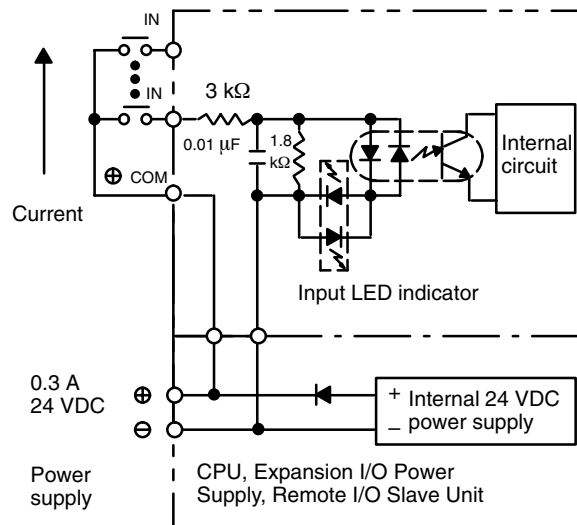 IN
IN
3 kΩ
0.01 μF
1.8
kΩ
Internal
circuit
⊕ COM
Current
Input LED indicator
0.3 A
24 VDC
⊕
⊖
+ Internal 24 VDC
− power supply
Power
supply
CPU, Expansion I/O Power
Supply, Remote I/O Slave Unit